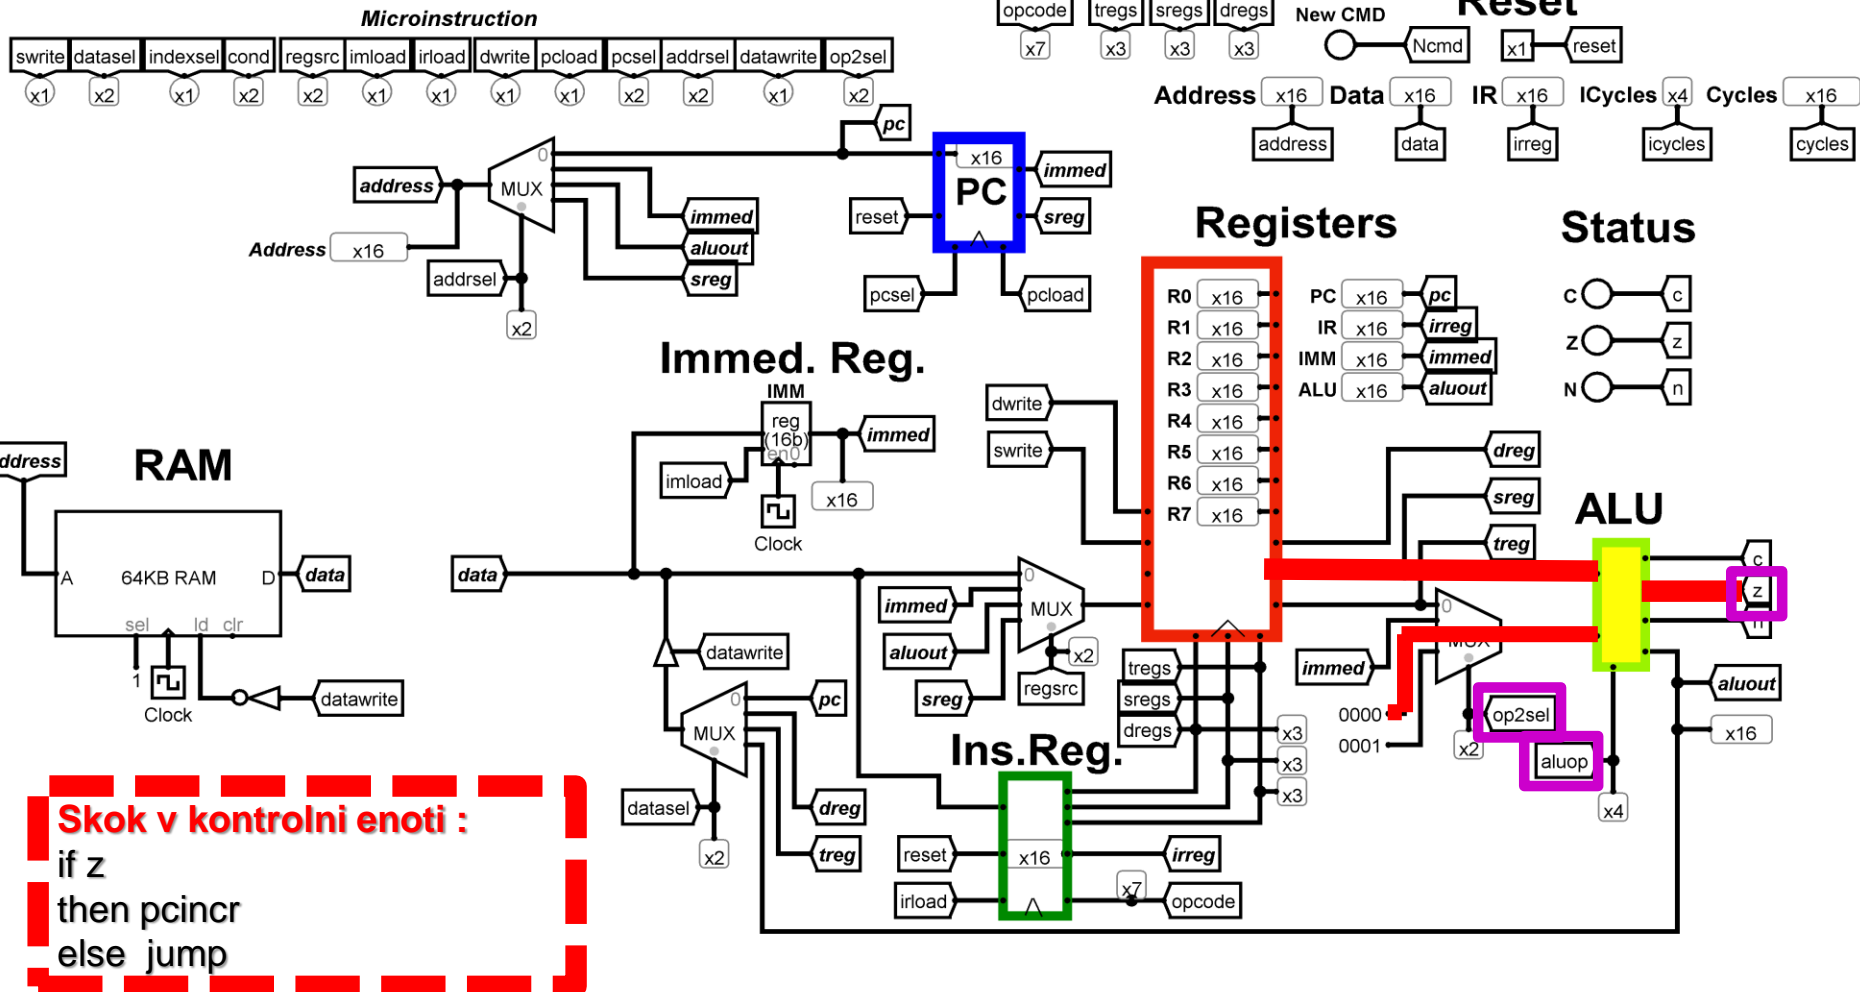 Microinstruction
swrite datasel indexsel cond regsrc imload irload dwrite pcload pcsel addrsel datawrite op2sel
x1 x2 x1 x2 x2 x1 x1 x1 x1 x2 x2 x1 x2
opcode tregs sregs dregs
x7 x3 x3 x3
New CMD
Ncmd
Reset
x1 reset
Address x16 Data x16 IR x16 ICycles x4 Cycles x16
address data irreg icycles cycles
pc
0
MUX
address
immed
aluout
sreg
Address x16
addrsel
x2
x16
PC
immed
reset
sreg
pcsel
pcload
Registers
R0 x16
R1 x16
R2 x16
R3 x16
R4 x16
R5 x16
R6 x16
R7 x16
PC x16 pc
IR x16 irreg
IMM x16 immed
ALU x16 aluout
Status
C c
Z z
N n
Immed. Reg.
IMM
reg
(16b)
en0
immed
imload
x16
Clock
dwrite
swrite
dreg
sreg
treg
RAM
ddress
A 64KB RAM D
data
sel ld clr
1
Clock
datawrite
data
0
MUX
immed
aluout
sreg
x2
regsrc
datawrite
0
MUX
pc
dreg
treg
datasel
x2
tregs
sregs
dregs
x3
x3
x3
Ins.Reg.
x16
reset
irload
irreg
x7
opcode
ALU
c
z
n
0
MUX
immed
0000
0001
op2sel
x2
aluop
x4
aluout
x16
Skok v kontrolni enoti :
if z
then pcincr
else jump